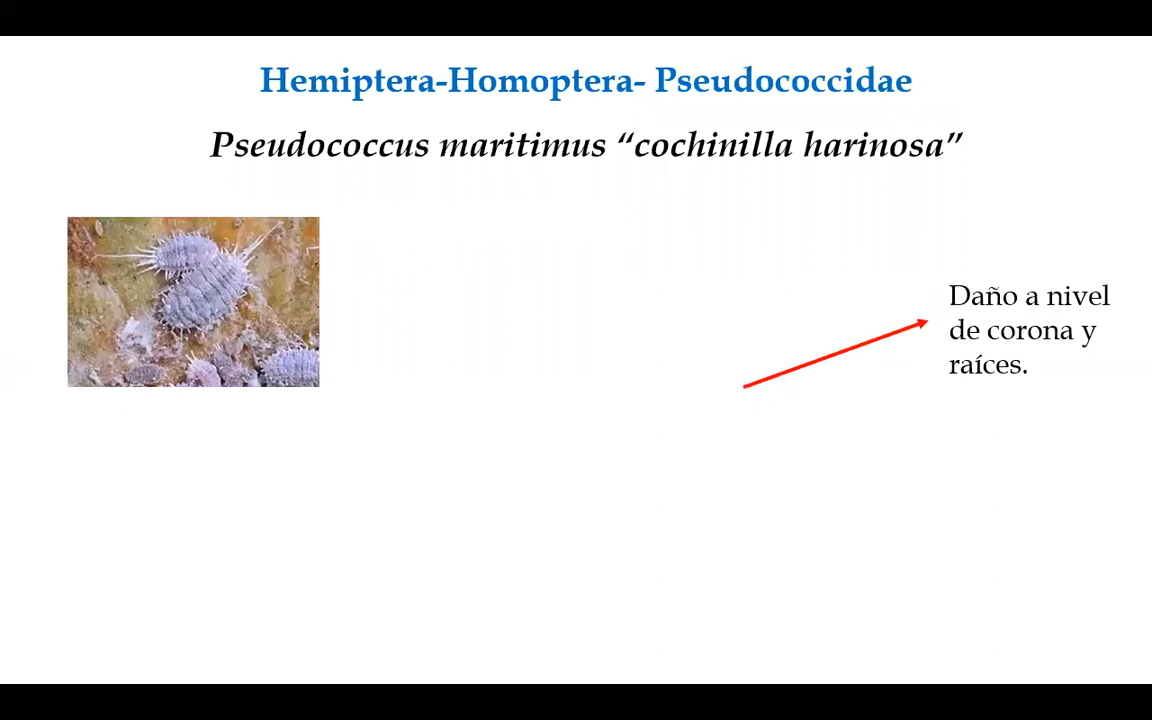 Hemiptera-Homoptera- Pseudococcidae
Pseudococcus maritimus “cochinilla harinosa”
Daño a nivel
de corona y
raíces.